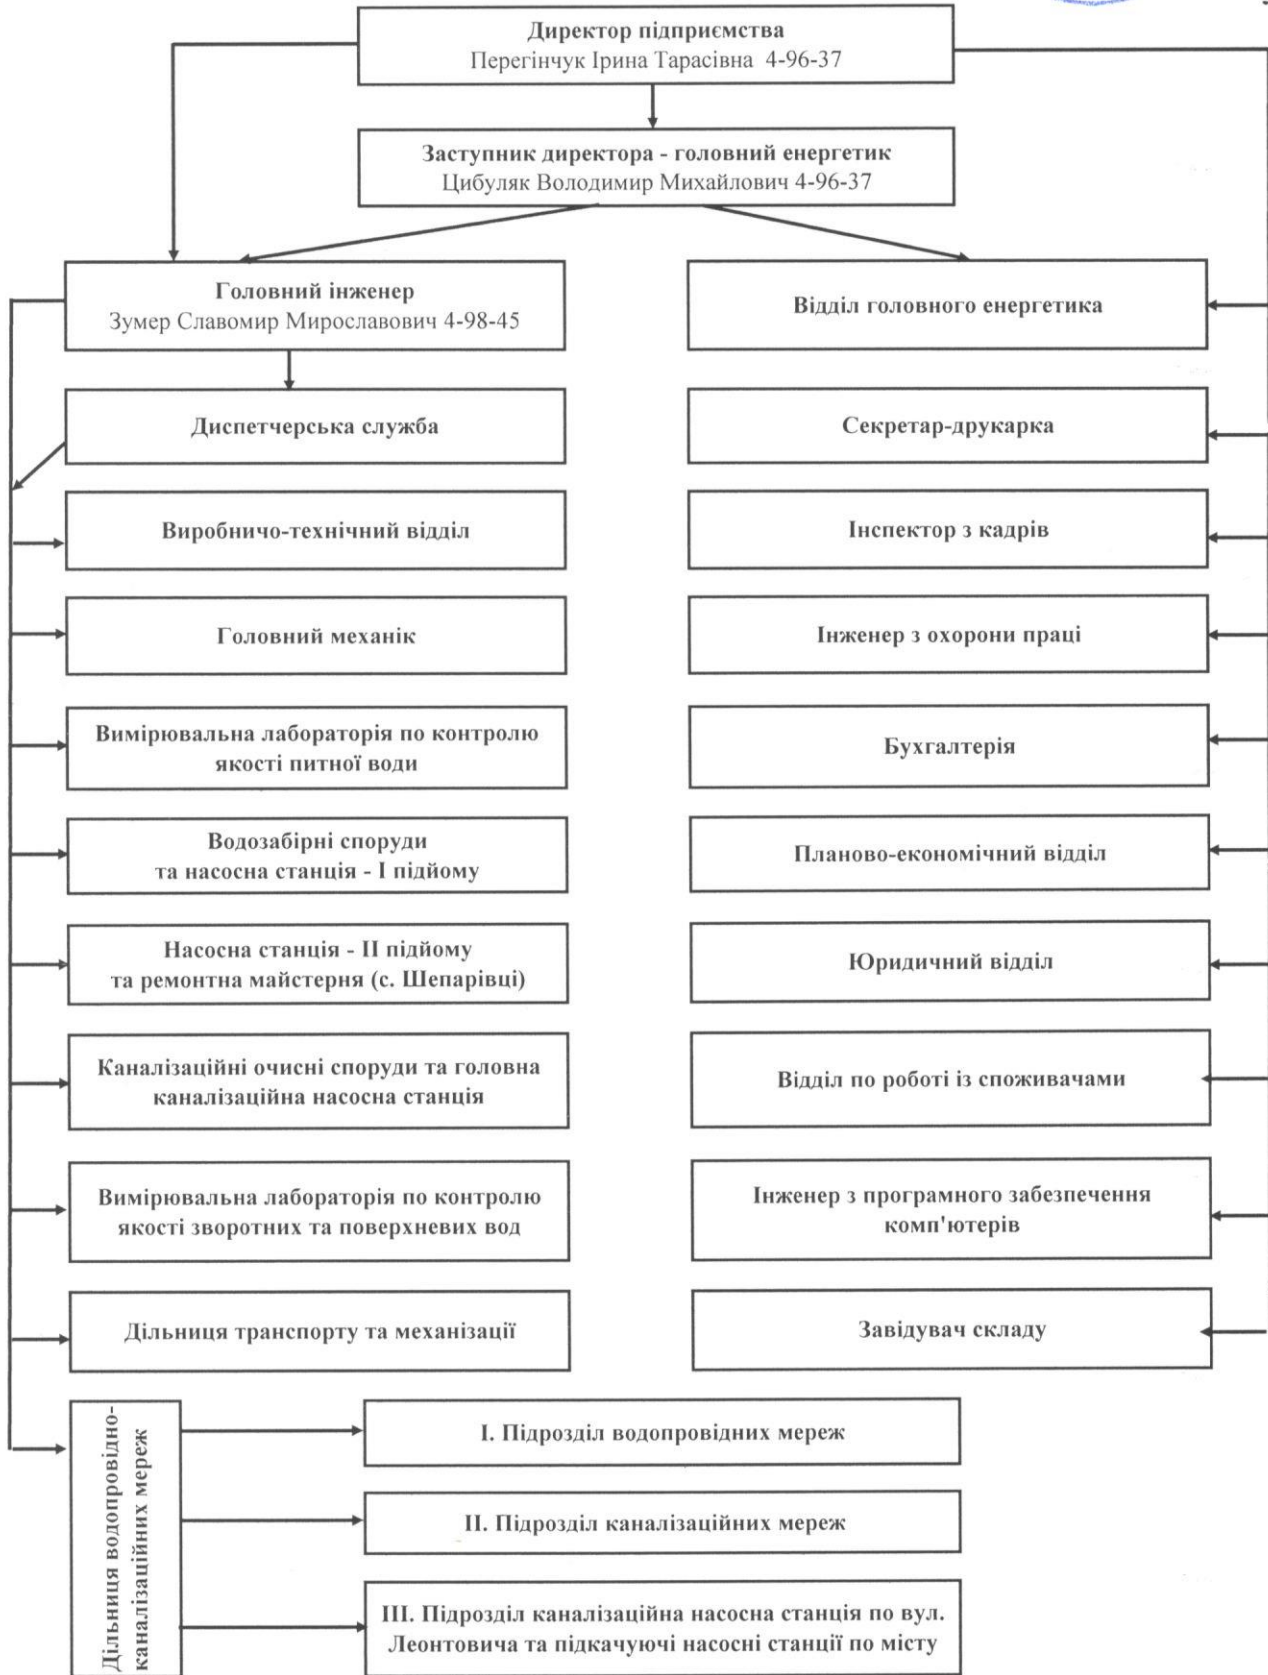 Директор підприємства
Перегінчук Ірина Тарасівна 4-96-37
Заступник директора - головний енергетик
Цибуляк Володимир Михайлович 4-96-37
Головний інженер
Зумер Славомир Мирославович 4-98-45
Відділ головного енергетика
Диспетчерська служба
Секретар-друкарка
Виробничо-технічний відділ
Інспектор з кадрів
Головний механік
Інженер з охорони праці
Вимірювальна лабораторія по контролю
якості питної води
Бухгалтерія
Водозабірні споруди
та насосна станція - І підйому
Планово-економічний відділ
Насосна станція - ІІ підйому
та ремонтна майстерня (с. Шепарівці)
Юридичний відділ
Каналізаційні очисні споруди та головна
каналізаційна насосна станція
Відділ по роботі із споживачами
Вимірювальна лабораторія по контролю
якості зворотних та поверхневих вод
Інженер з програмного забезпечення
комп'ютерів
Дільниця транспорту та механізації
Завідувач складу
Дільниця водопровідно-
каналізаційних мереж
І. Підрозділ водопровідних мереж
ІІ. Підрозділ каналізаційних мереж
ІІІ. Підрозділ каналізаційна насосна станція по вул.
Леонтовича та підкачуючі насосні станції по місту